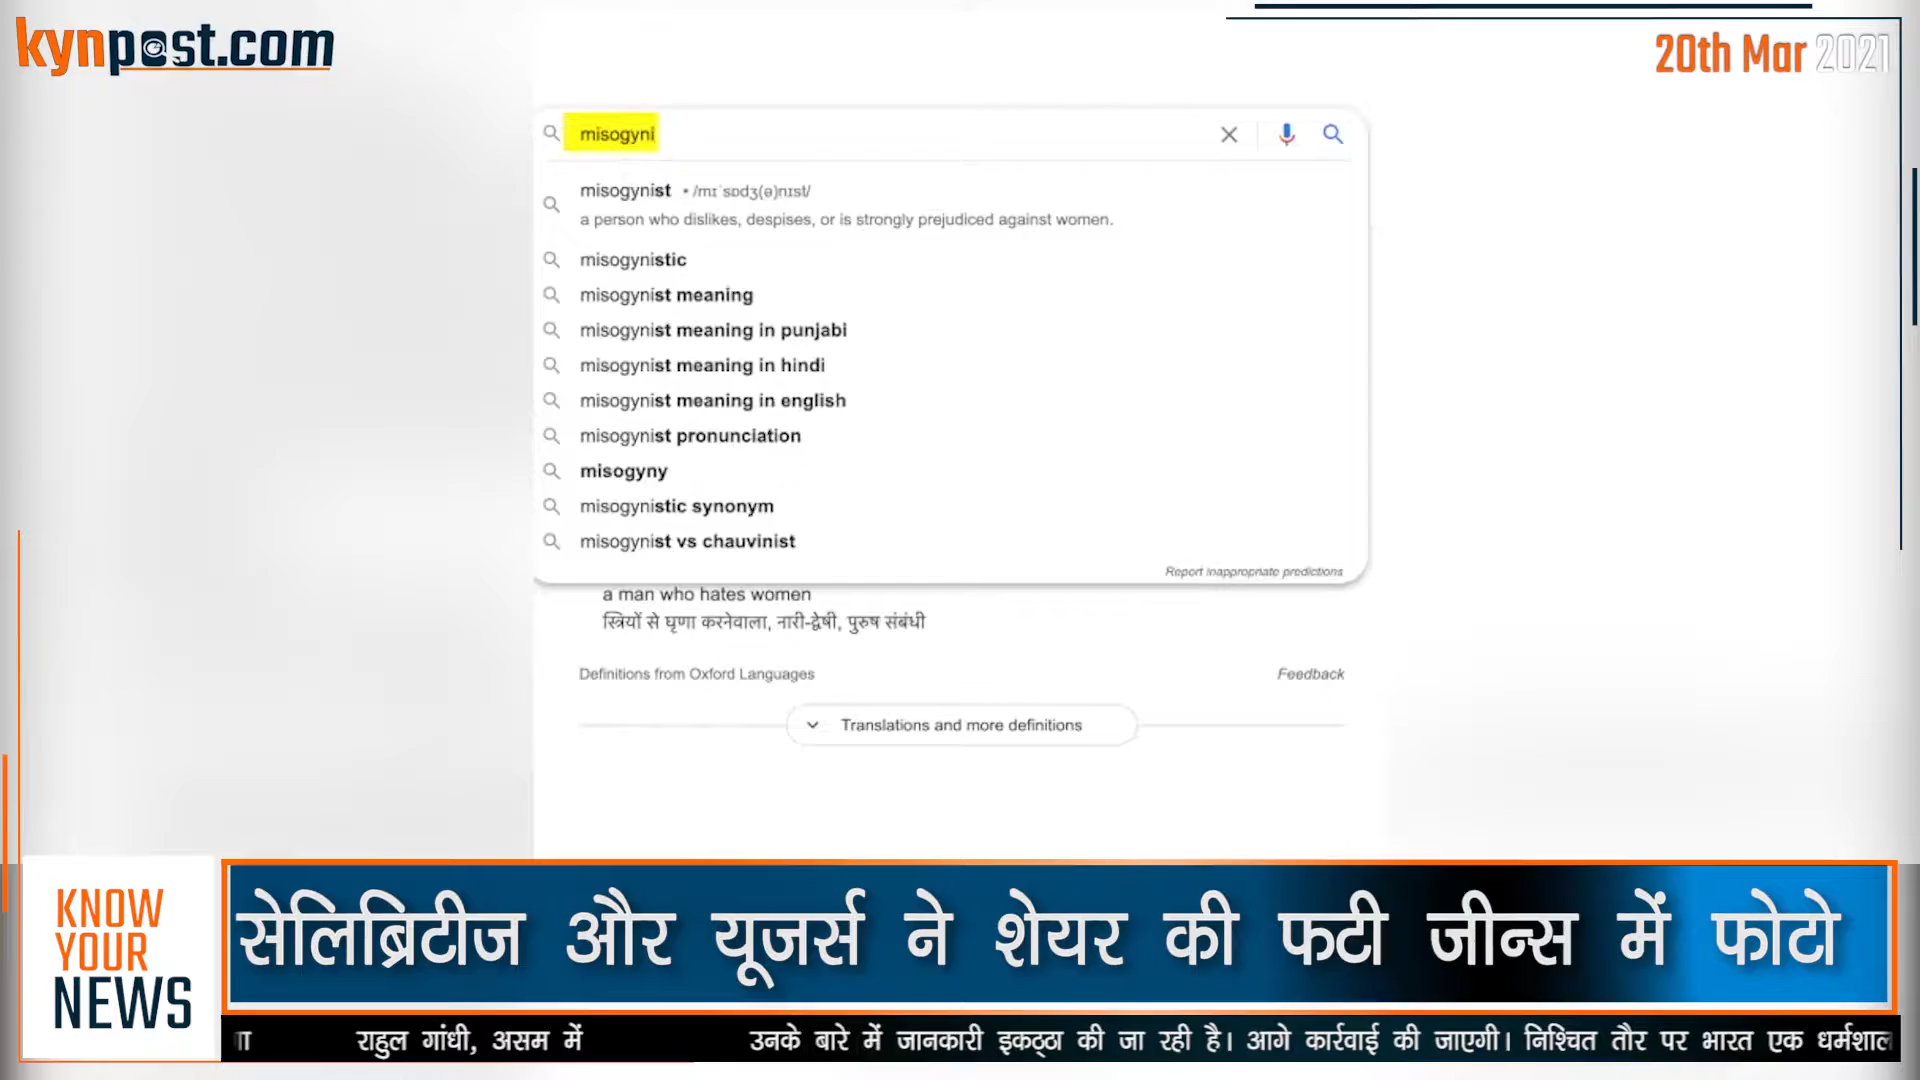 kynpost.com
20th Mar 2021
misogyni
misogynist • /mɪˈsɒdʒ(ə)nɪst/
a person who dislikes, despises, or is strongly prejudiced against women.
misogynistic
misogynist meaning
misogynist meaning in punjabi
misogynist meaning in hindi
misogynist meaning in english
misogynist pronunciation
misogyny
misogynistic synonym
misogynist vs chauvinist
Report inappropriate predictions
a man who hates women
स्त्रियों से घृणा करनेवाला, नारी-द्वेषी, पुरुष संबंधी
Definitions from Oxford Languages
Feedback
Translations and more definitions
KNOW
YOUR
NEWS
सेलिब्रिटीज और यूजर्स ने शेयर की फटी जीन्स में फोटो
राहुल गांधी, असम में उनके बारे में जानकारी इकट्ठा की जा रही है। आगे कार्रवाई की जाएगी। निश्चित तौर पर भारत एक